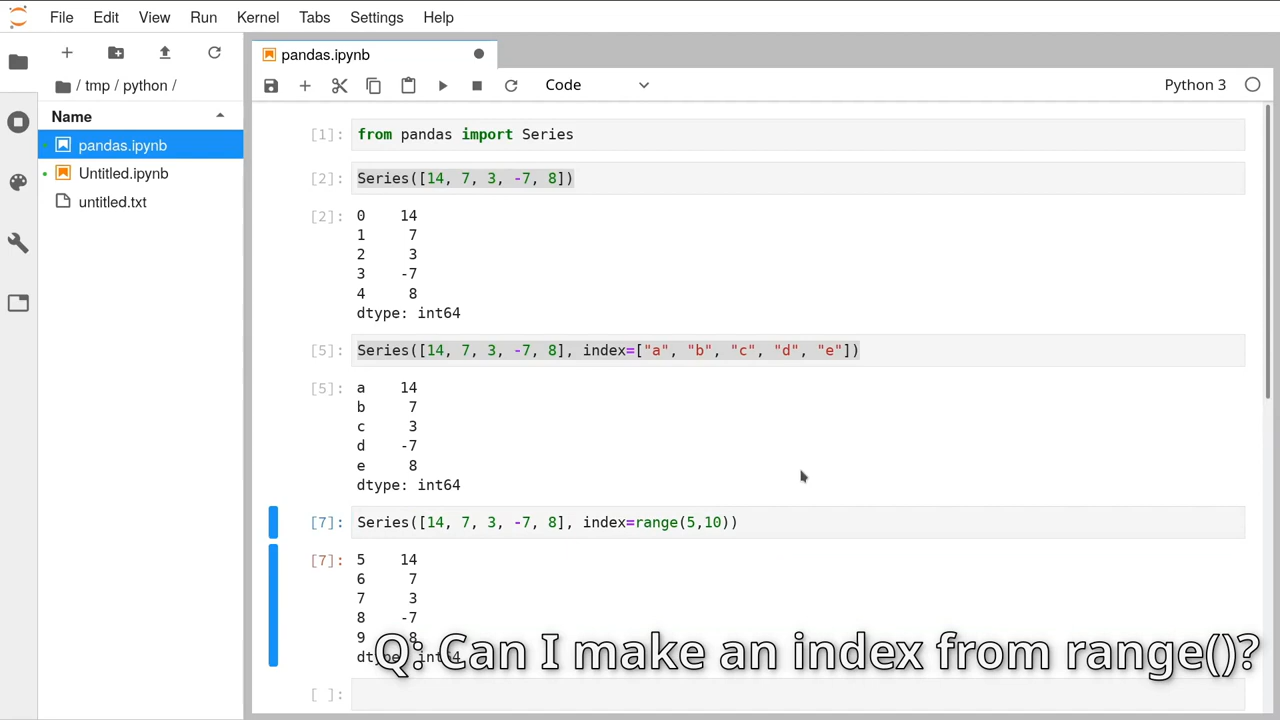 File Edit View Run Kernel Tabs Settings Help
pandas.ipynb
Code
Python 3
/ tmp / python /
Name
pandas.ipynb
Untitled.ipynb
untitled.txt
[1]: from pandas import Series
[2]: Series([14, 7, 3, -7, 8])
[2]: 0 14
1 7
2 3
3 -7
4 8
dtype: int64
[5]: Series([14, 7, 3, -7, 8], index=["a", "b", "c", "d", "e"])
[5]: a 14
b 7
c 3
d -7
e 8
dtype: int64
[7]: Series([14, 7, 3, -7, 8], index=range(5,10))
[7]: 5 14
6 7
7 3
8 -7
9 8
dtype: int64
Q: Can I make an index from range()?
[ ]: